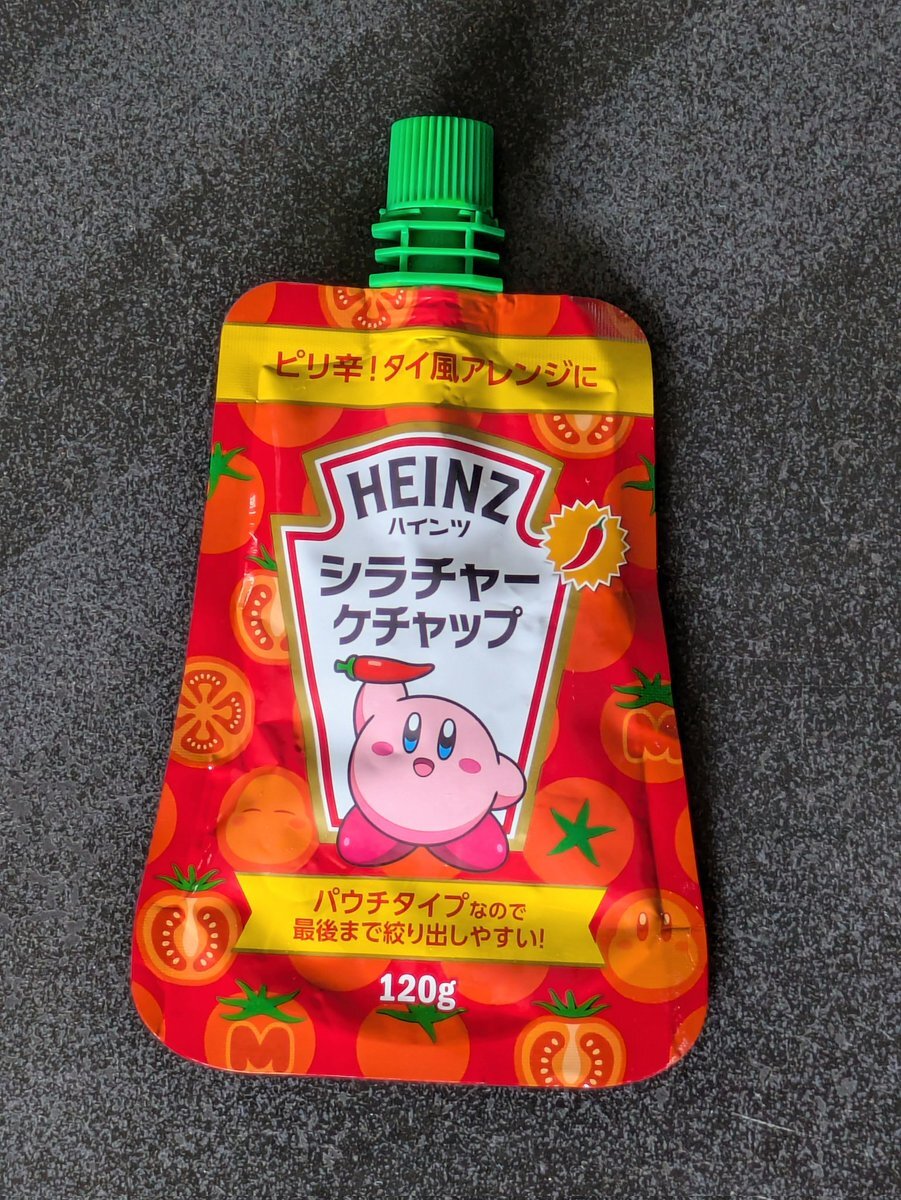 ピリ辛!タイ風アレンジに
HEINZ
ハインツ
シラチャー
ケチャップ
M
パウチタイプなので
最後まで絞り出しやすい!
120g
M